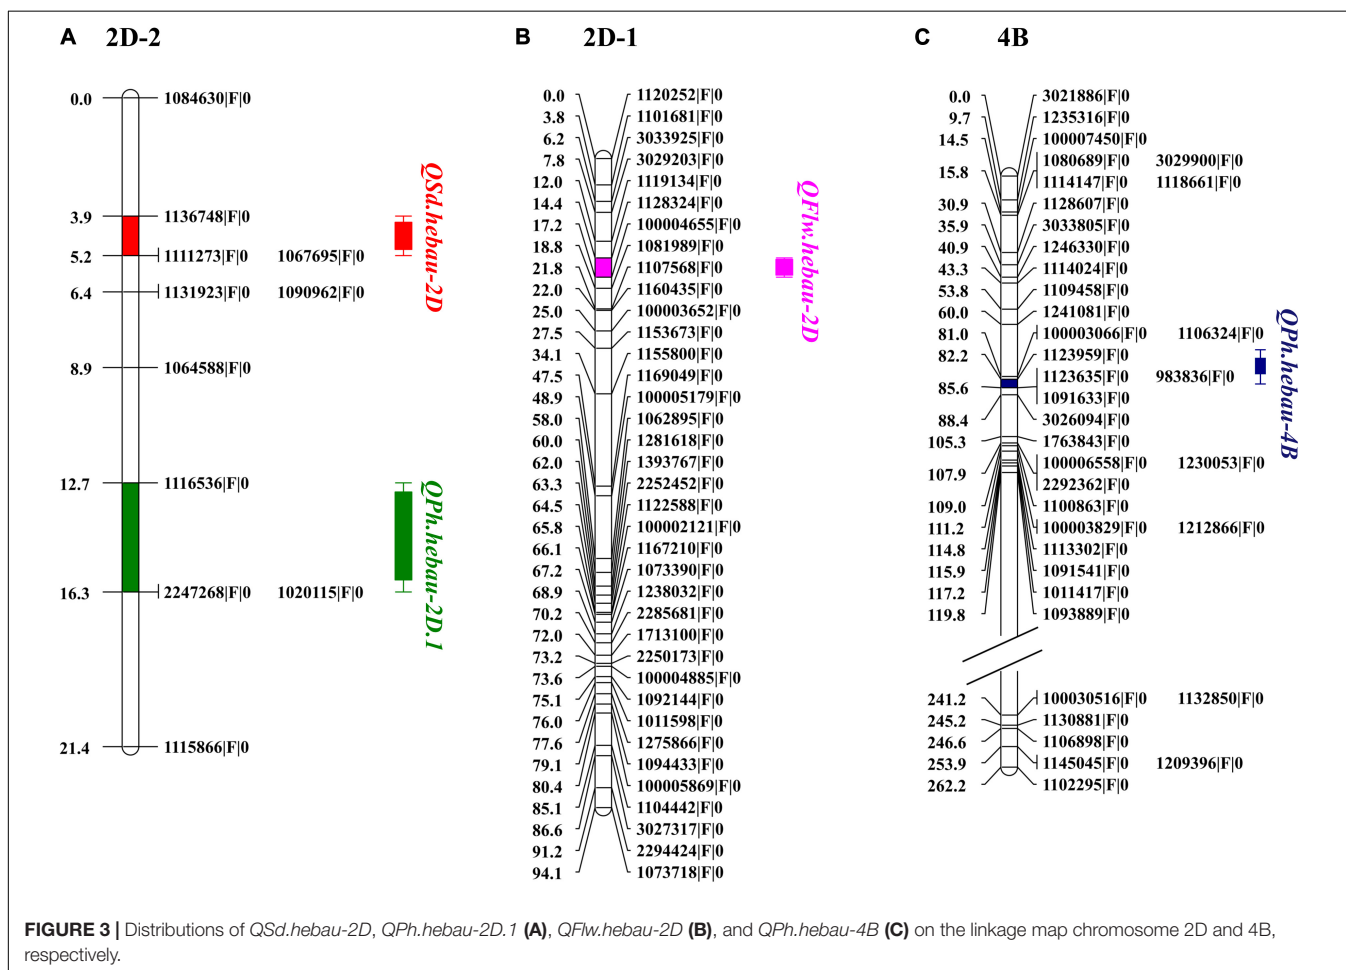 A 2D-2
0.0 1084630|F|0
3.9 1136748|F|0
5.2 1111273|F|0 1067695|F|0
6.4 1131923|F|0 1090962|F|0
8.9 1064588|F|0
12.7 1116536|F|0
16.3 2247268|F|0 1020115|F|0
21.4 1115866|F|0
QSd.hebau-2D
QPh.hebau-2D.1
B 2D-1
0.0 1120252|F|0
3.8 1101681|F|0
6.2 3033925|F|0
7.8 3029203|F|0
12.0 1119134|F|0
14.4 1128324|F|0
17.2 100004655|F|0
18.8 1081989|F|0
21.8 1107568|F|0
22.0 1160435|F|0
25.0 100003652|F|0
27.5 1153673|F|0
34.1 1155800|F|0
47.5 1169049|F|0
48.9 100005179|F|0
58.0 1062895|F|0
60.0 1281618|F|0
62.0 1393767|F|0
63.3 2252452|F|0
64.5 1122588|F|0
65.8 100002121|F|0
66.1 1167210|F|0
67.2 1073390|F|0
68.9 1238032|F|0
70.2 2285681|F|0
72.0 1713100|F|0
73.2 2250173|F|0
73.6 100004885|F|0
75.1 1092144|F|0
76.0 1011598|F|0
77.6 1275866|F|0
79.1 1094433|F|0
80.4 100005869|F|0
85.1 1104442|F|0
86.6 3027317|F|0
91.2 2294424|F|0
94.1 1073718|F|0
QFlw.hebau-2D
C 4B
0.0 3021886|F|0
9.7 1235316|F|0
14.5 100007450|F|0
1080689|F|0 3029900|F|0
15.8
1114147|F|0 1118661|F|0
30.9 1128607|F|0
35.9 3033805|F|0
40.9 1246330|F|0
43.3 1114024|F|0
53.8 1109458|F|0
60.0 1241081|F|0
81.0 100003066|F|0 1106324|F|0
82.2 1123959|F|0
1123635|F|0 983836|F|0
85.6
1091633|F|0
88.4 3026094|F|0
105.3 1763843|F|0
100006558|F|0 1230053|F|0
107.9
2292362|F|0
109.0 1100863|F|0
111.2 100003829|F|0 1212866|F|0
114.8 1113302|F|0
115.9 1091541|F|0
117.2 1011417|F|0
119.8 1093889|F|0
241.2 100030516|F|0 1132850|F|0
245.2 1130881|F|0
246.6 1106898|F|0
253.9 1145045|F|0 1209396|F|0
262.2 1102295|F|0
QPh.hebau-4B
FIGURE 3 | Distributions of QSd.hebau-2D, QPh.hebau-2D.1 (A), QFlw.hebau-2D (B), and QPh.hebau-4B (C) on the linkage map chromosome 2D and 4B,
respectively.